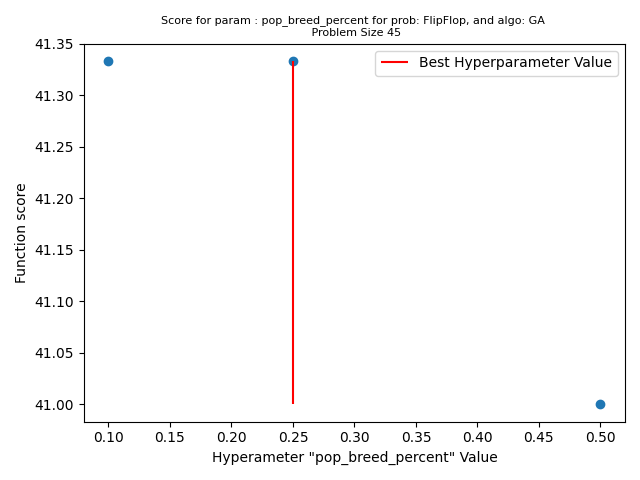 Score for param : pop_breed_percent for prob: FlipFlop, and algo: GA
Problem Size 45
Best Hyperparameter Value
Function score
41.35
41.30
41.25
41.20
41.15
41.10
41.05
41.00
0.10 0.15 0.20 0.25 0.30 0.35 0.40 0.45 0.50
Hyperameter "pop_breed_percent" Value